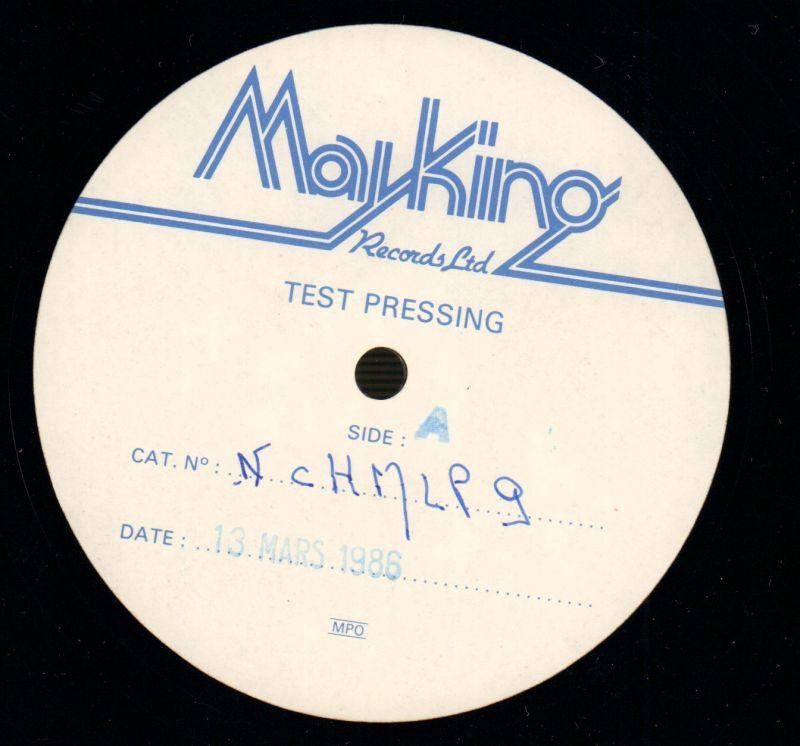 Mayking
Records Ltd
TEST PRESSING
SIDE : A
CAT. Nº : N CHMLP 9
DATE : 13 MARS 1986
MPO